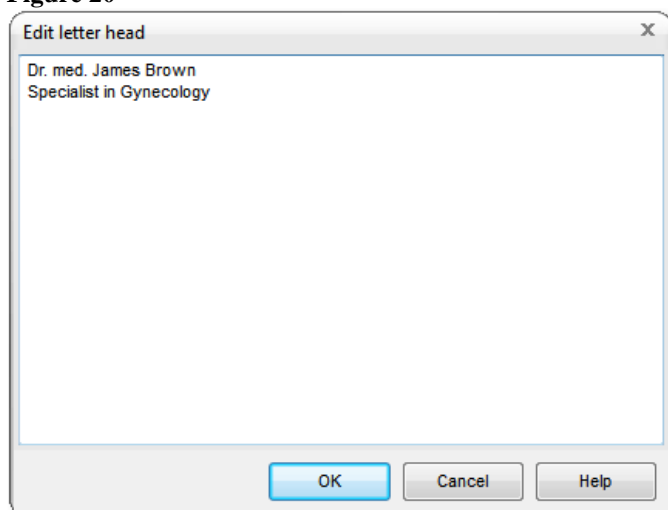 Figure 20
Edit letter head
X
Dr. med. James Brown
Specialist in Gynecology
OK
Cancel
Help